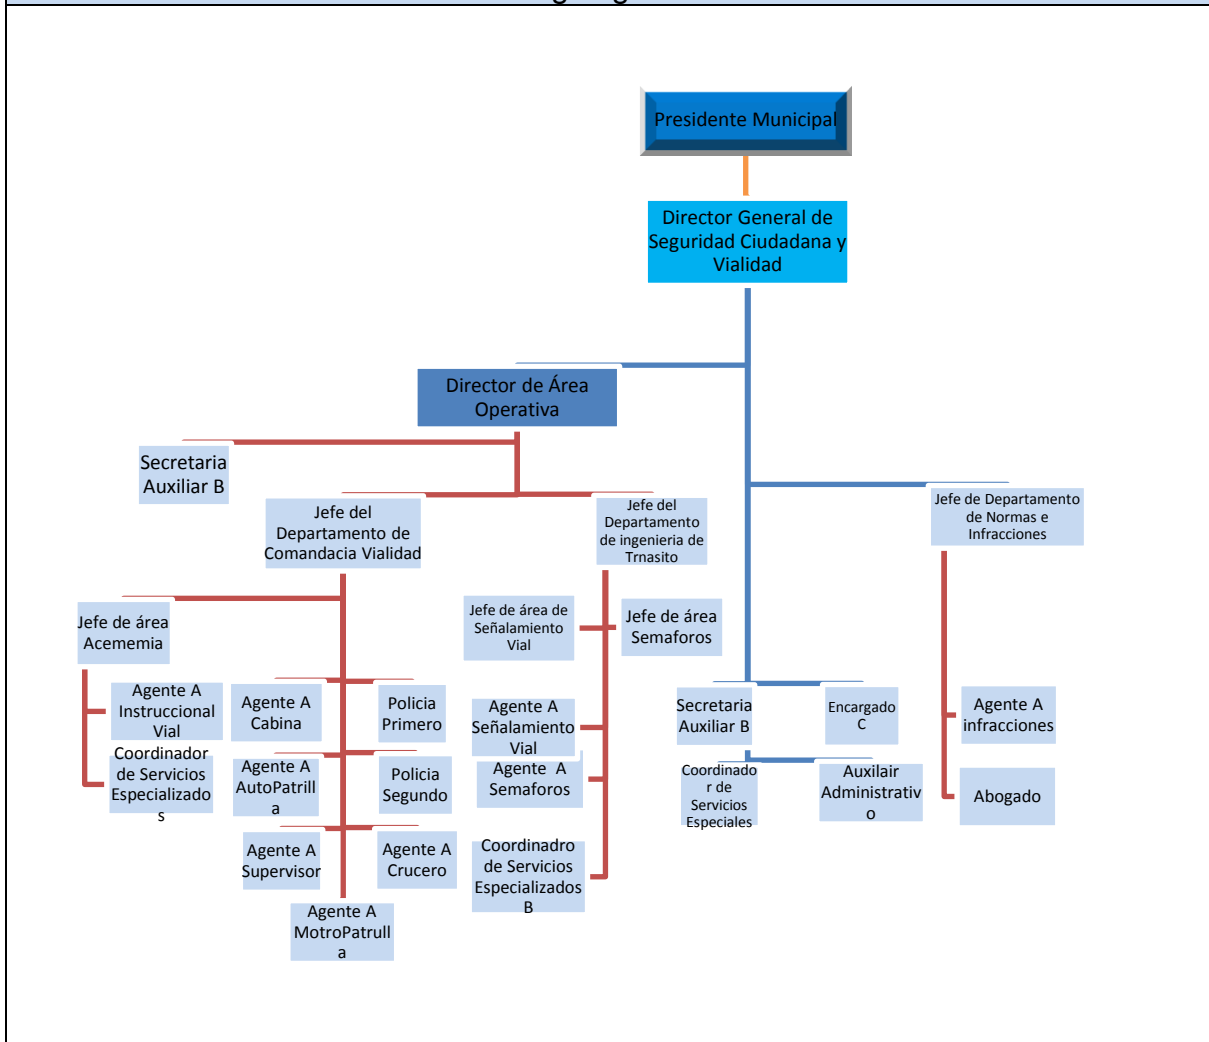 Presidente Municipal
Director General de
Seguridad Ciudadana y
Vialidad
Director de Área
Operativa
Secretaria
Auxiliar B
Jefe del
Departamento de
Comandacia Vialidad
Jefe del
Departamento
de ingenieria de
Trnasito
Jefe de Departamento
de Normas e
Infracciones
Jefe de área
Acememia
Jefe de área de
Señalamiento
Vial
Jefe de área
Semaforos
Agente A
Instruccional
Vial
Coordinador
de Servicios
Especializado
s
Agente A
Cabina
Policia
Primero
Agente A
AutoPatrill
a
Policia
Segundo
Agente A
Supervisor
Agente A
Crucero
Agente A
MotroPatrull
a
Agente A
Señalamiento
Vial
Agente A
Semaforos
Coordinadro
de Servicios
Especializados
B
Secretaria
Auxiliar B
Encargado
C
Coordinado
r de
Servicios
Especiales
Auxilair
Administrativ
o
Agente A
infracciones
Abogado